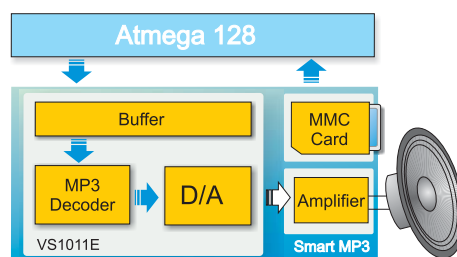 Atmega 128
Buffer
MMC
Card
MP3
Decoder
D/A
Amplifier
VS1011E
Smart MP3